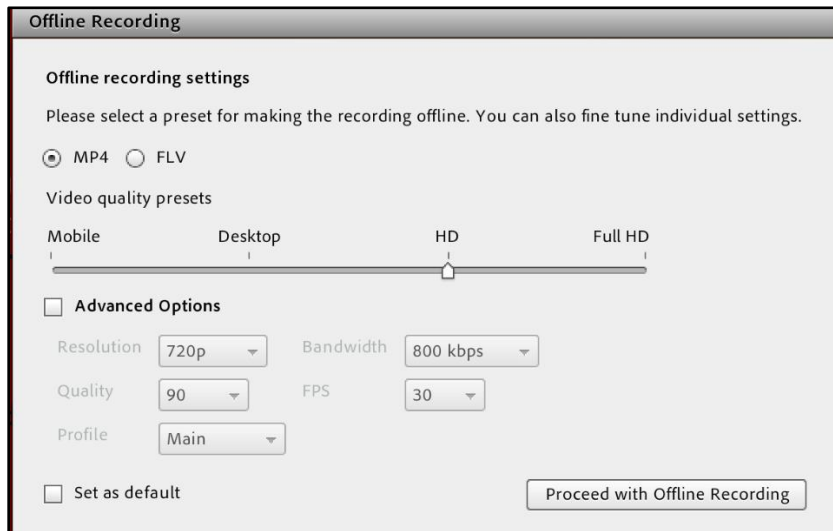 Offline Recording
Offline recording settings
Please select a preset for making the recording offline. You can also fine tune individual settings.
MP4 FLV
Video quality presets
Mobile Desktop HD Full HD
Advanced Options
Resolution 720p Bandwidth 800 kbps
Quality 90 FPS 30
Profile Main
Set as default Proceed with Offline Recording